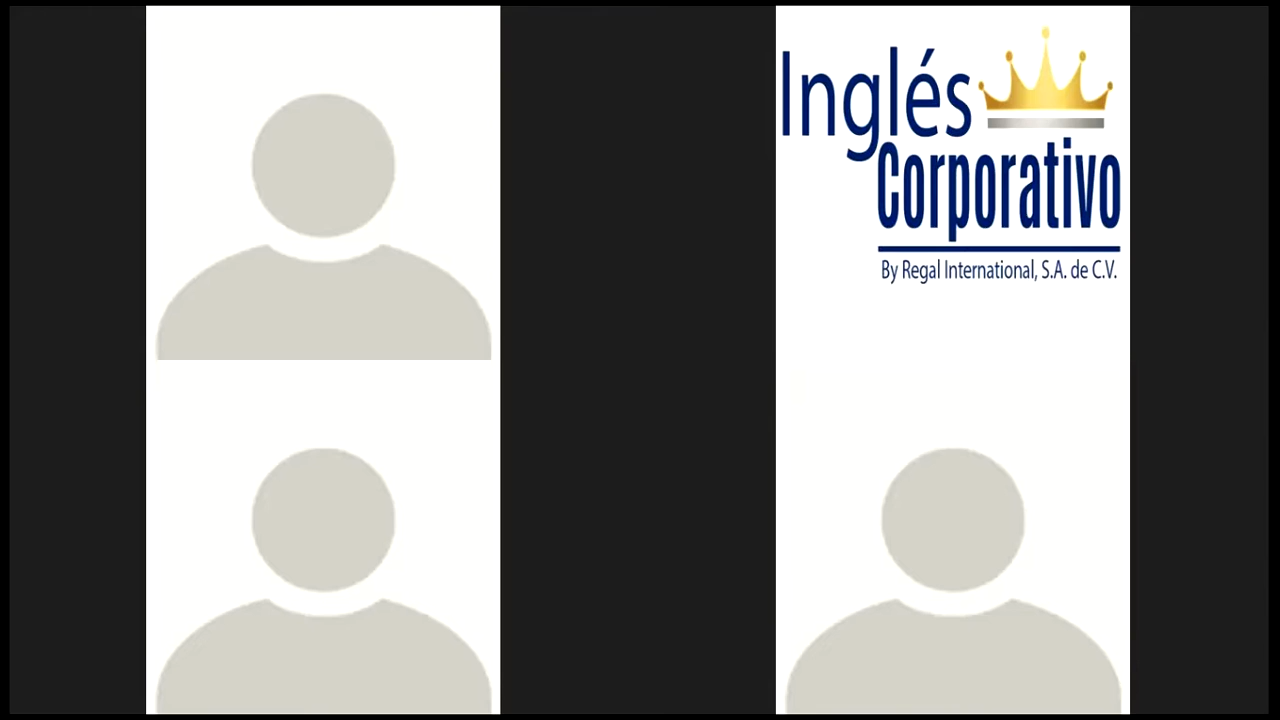 Inglés
Corporativo
By Regal International, S.A. de C.V.